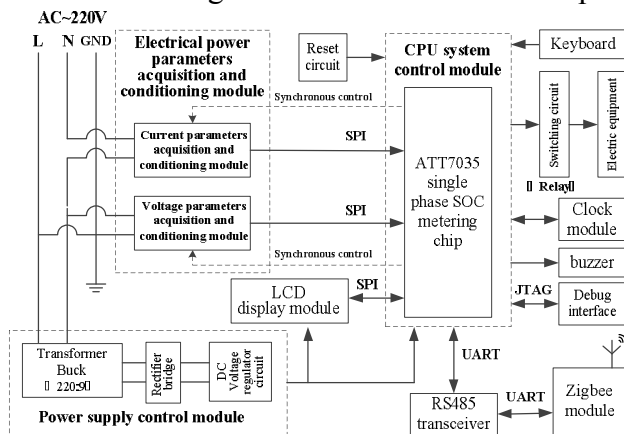 AC~220V
L N GND
Electrical power
parameters
acquisition and
conditioning module
Reset
circuit
CPU system
control module
Keyboard
Synchronous control
Current parameters
acquisition and
conditioning module
SPI
Voltage parameters
acquisition and
conditioning module
SPI
Synchronous control
ATT7035
single
phase SOC
metering
chip
Switching circuit
Relay
Electric equipment
Clock
module
buzzer
JTAG
Debug
interface
LCD
display module
SPI
UART
Transformer
Buck
220:9
Rectifier
bridge
DC
Voltage
regulator
circuit
Power supply control module
RS485
transceiver
UART
Zigbee
module